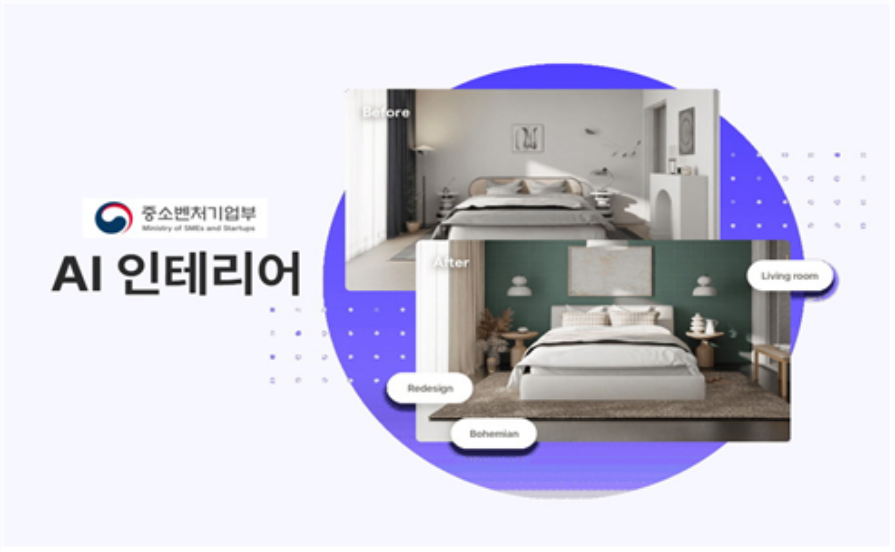 중소벤처기업부
Ministry of SMEs and Startups
AI 인테리어
Before
After
Living room
Redesign
Bohemian